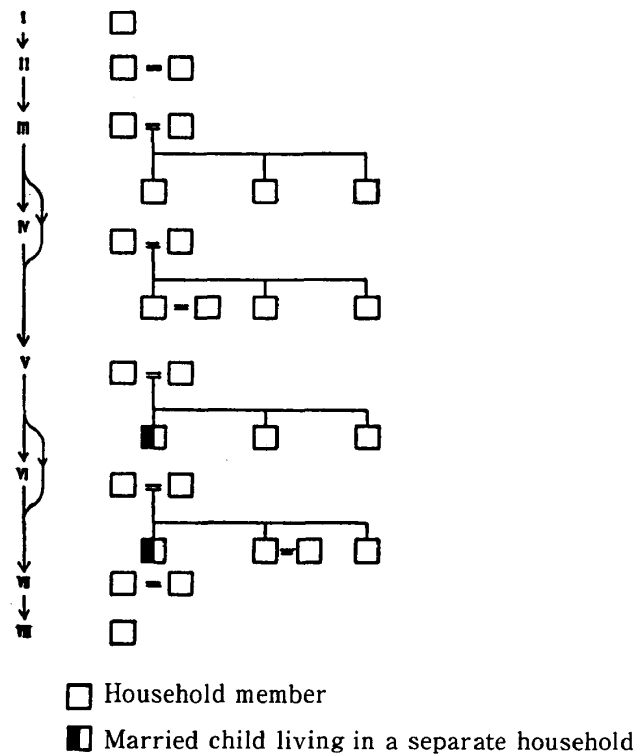 I
II
III
IV
V
VI
VII
VIII
Household member
Married child living in a separate household